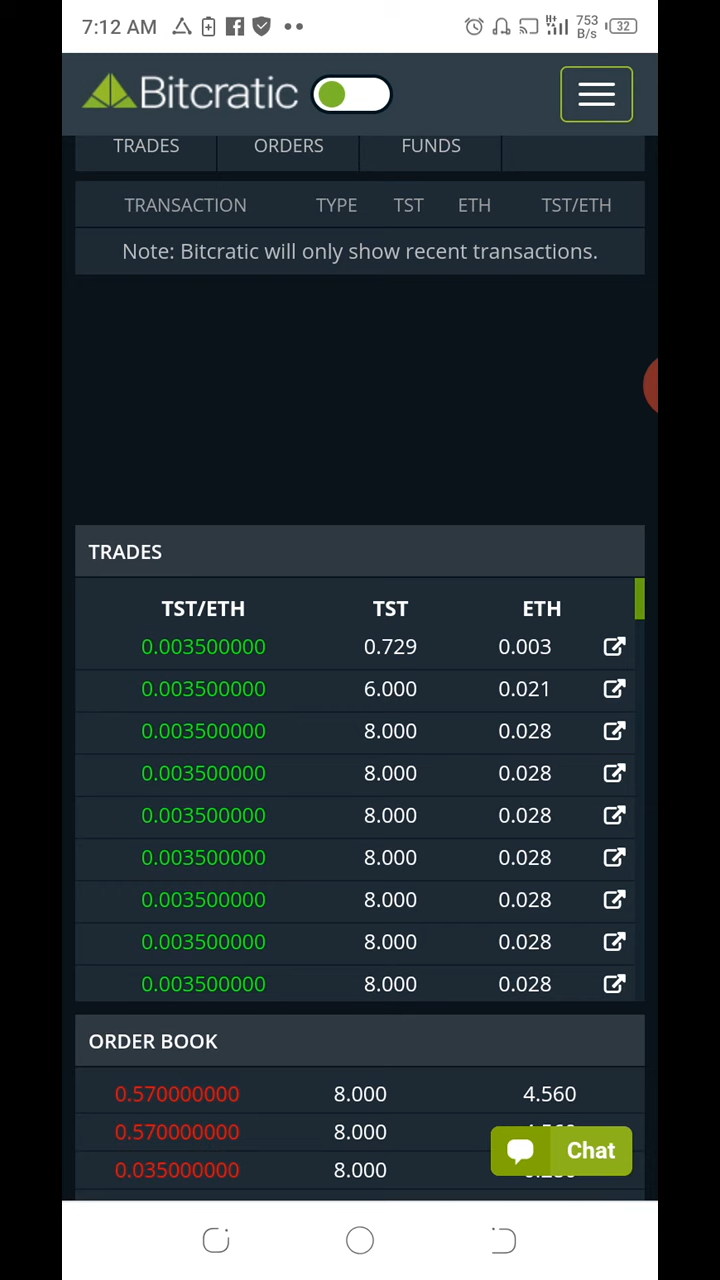 7:12 AM 753 B/s 32
Bitcratic
TRADES ORDERS FUNDS
TRANSACTION TYPE TST ETH TST/ETH
Note: Bitcratic will only show recent transactions.
TRADES
TST/ETH TST ETH
0.003500000 0.729 0.003
0.003500000 6.000 0.021
0.003500000 8.000 0.028
0.003500000 8.000 0.028
0.003500000 8.000 0.028
0.003500000 8.000 0.028
0.003500000 8.000 0.028
0.003500000 8.000 0.028
0.003500000 8.000 0.028
ORDER BOOK
0.570000000 8.000 4.560
0.570000000 8.000
0.035000000 8.000
Chat